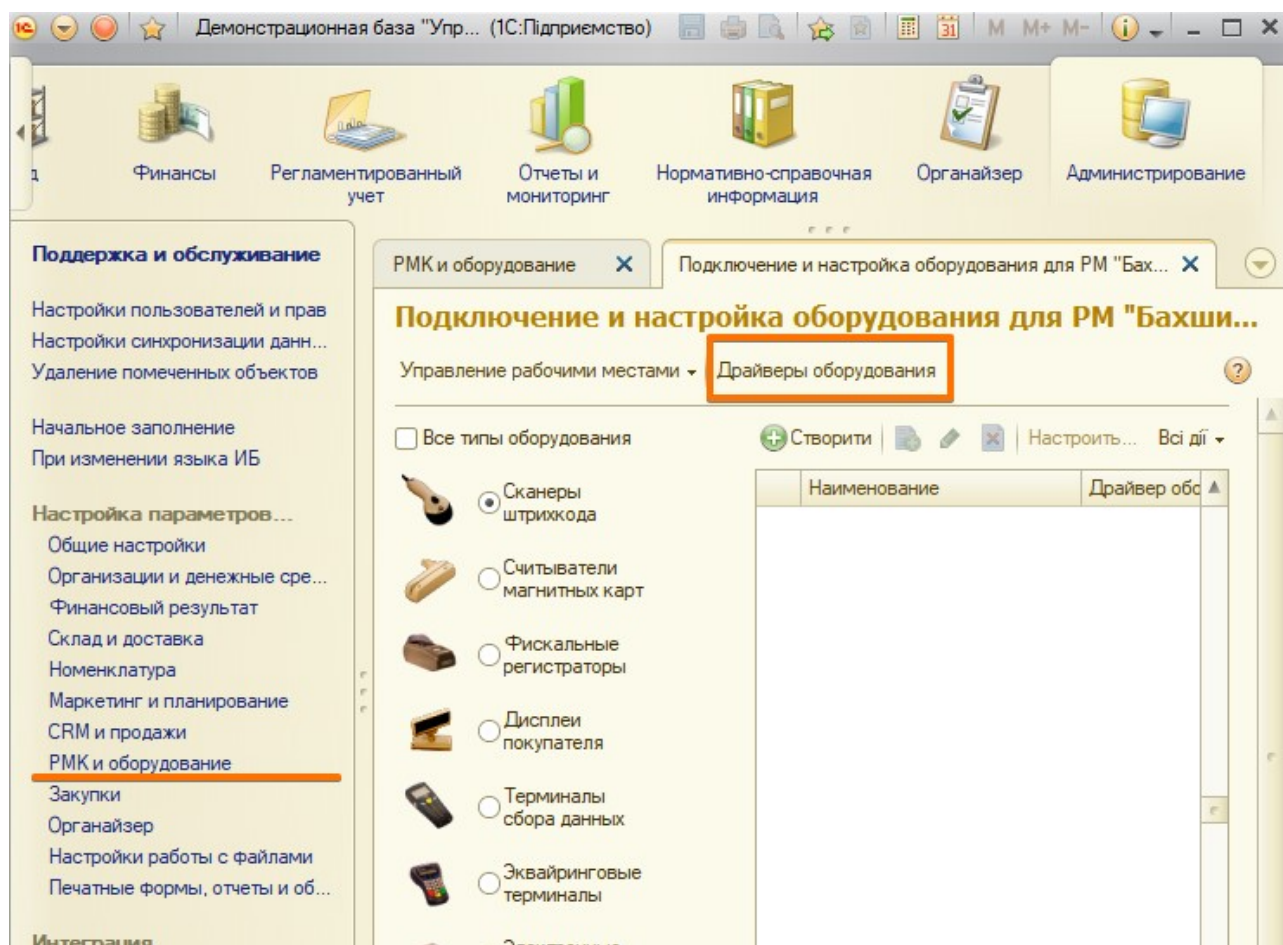 Демонстрационная база "Упр... (1С:Підприємство)
31 M M+ M-
Финансы
Регламентированный
учет
Отчеты и
мониторинг
Нормативно-справочная
информация
Органайзер
Администрирование
Поддержка и обслуживание
Настройки пользователей и прав
Настройки синхронизации данн...
Удаление помеченных объектов
Начальное заполнение
При изменении языка ИБ
Настройка параметров...
Общие настройки
Организации и денежные сре...
Финансовый результат
Склад и доставка
Номенклатура
Маркетинг и планирование
CRM и продажи
РМК и оборудование
Закупки
Органайзер
Настройки работы с файлами
Печатные формы, отчеты и об...
Интеграция
РМК и оборудование
Подключение и настройка оборудования для РМ "Бах...
Подключение и настройка оборудования для РМ "Бахши...
Управление рабочими местами
Драйверы оборудования
Все типы оборудования
Створити
Настроить...
Всі дії
Наименование
Драйвер обо
Сканеры
штрихкода
Считыватели
магнитных карт
Фискальные
регистраторы
Дисплеи
покупателя
Терминалы
сбора данных
Эквайринговые
терминалы